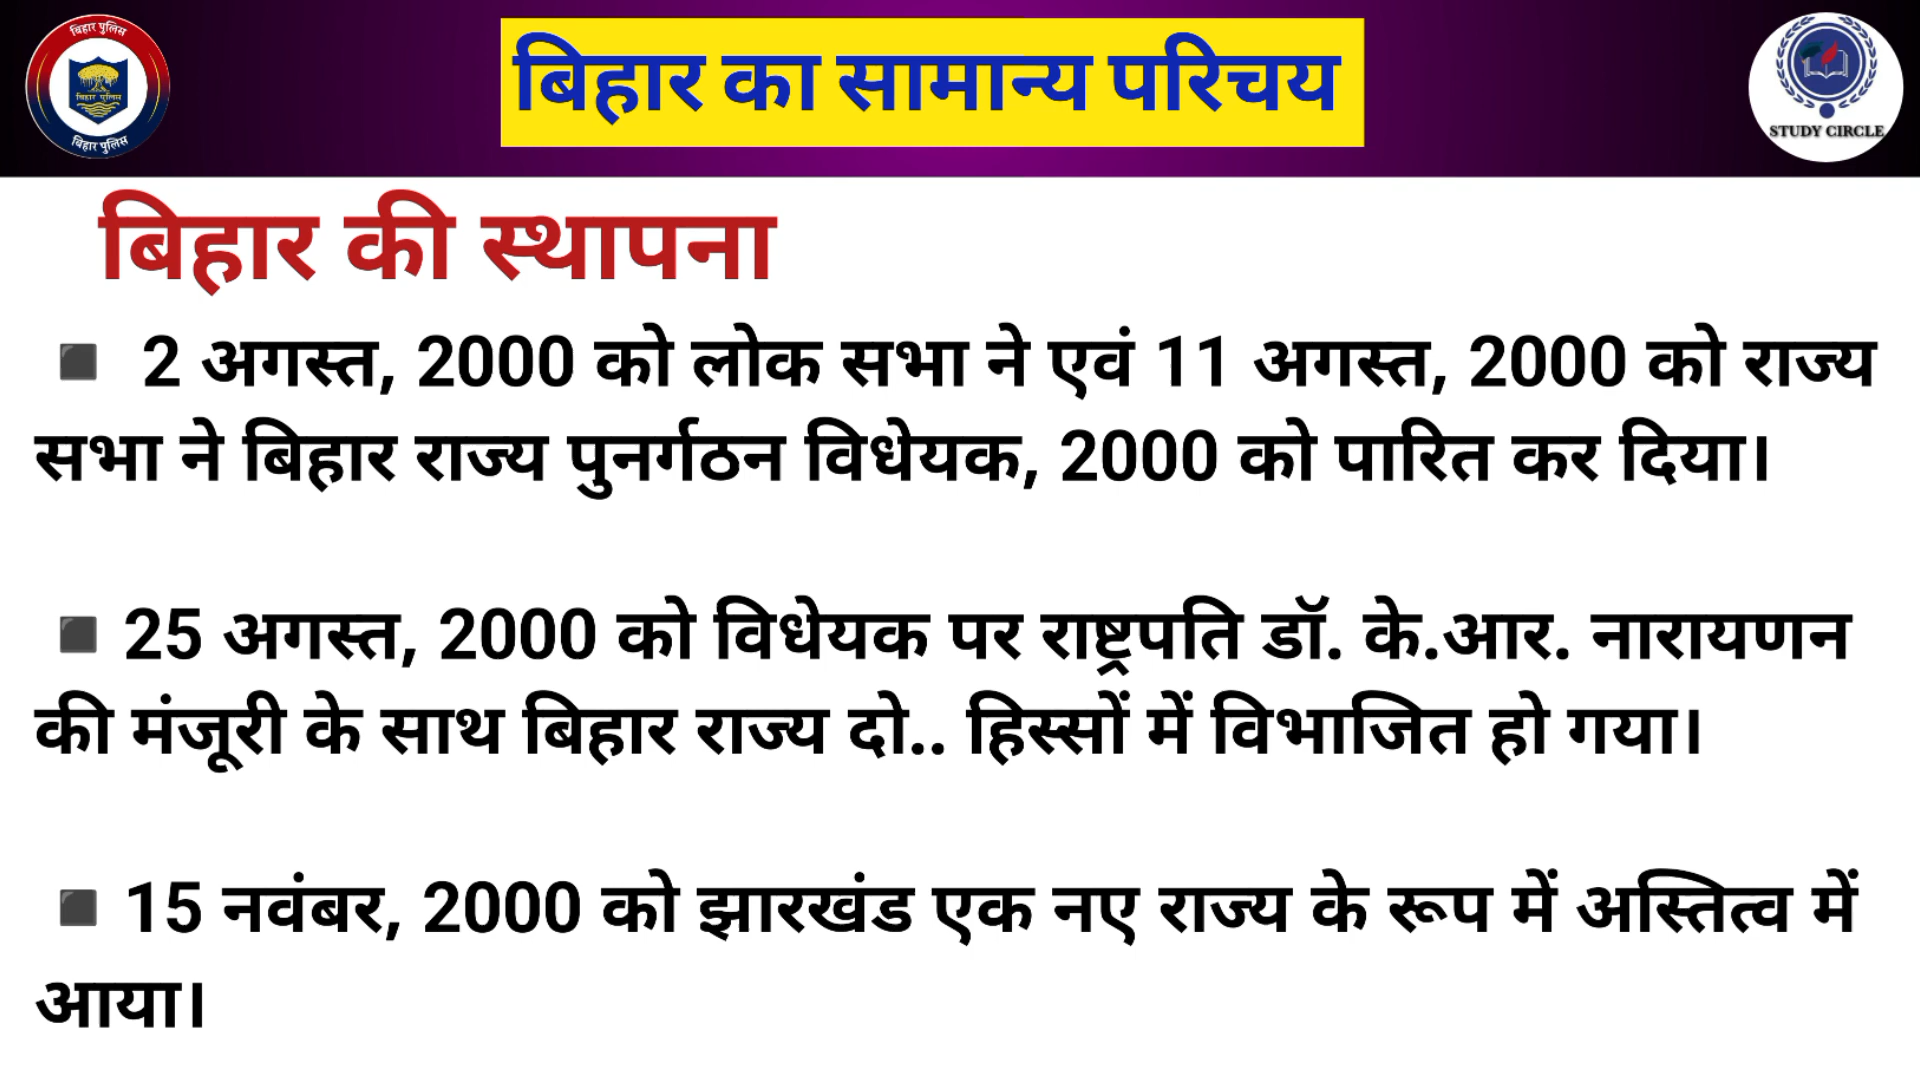 बिहार पुलिस
बिहार पुलिस
बिहार पुलिस
बिहार का सामान्य परिचय
STUDY CIRCLE
बिहार की स्थापना
◾ 2 अगस्त, 2000 को लोक सभा ने एवं 11 अगस्त, 2000 को राज्य
सभा ने बिहार राज्य पुनर्गठन विधेयक, 2000 को पारित कर दिया।
◾ 25 अगस्त, 2000 को विधेयक पर राष्ट्रपति डॉ. के.आर. नारायणन
की मंजूरी के साथ बिहार राज्य दो.. हिस्सों में विभाजित हो गया।
◾ 15 नवंबर, 2000 को झारखंड एक नए राज्य के रूप में अस्तित्व में
आया।